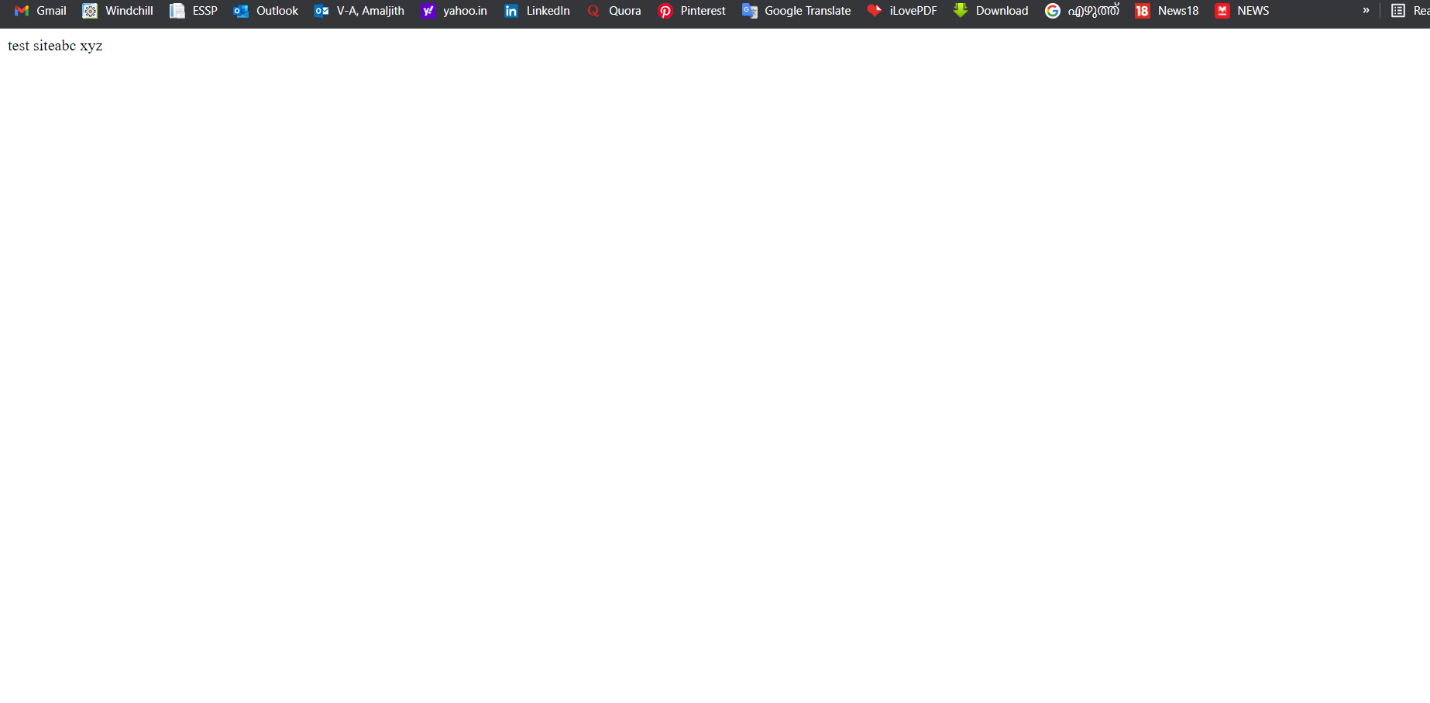 Gmail Windchill ESSP Outlook V-A, Amaljith yahoo.in LinkedIn Quora Pinterest Google Translate iLovePDF Download എഴുത്ത് News18 NEWS » Rea
test siteabc xyz